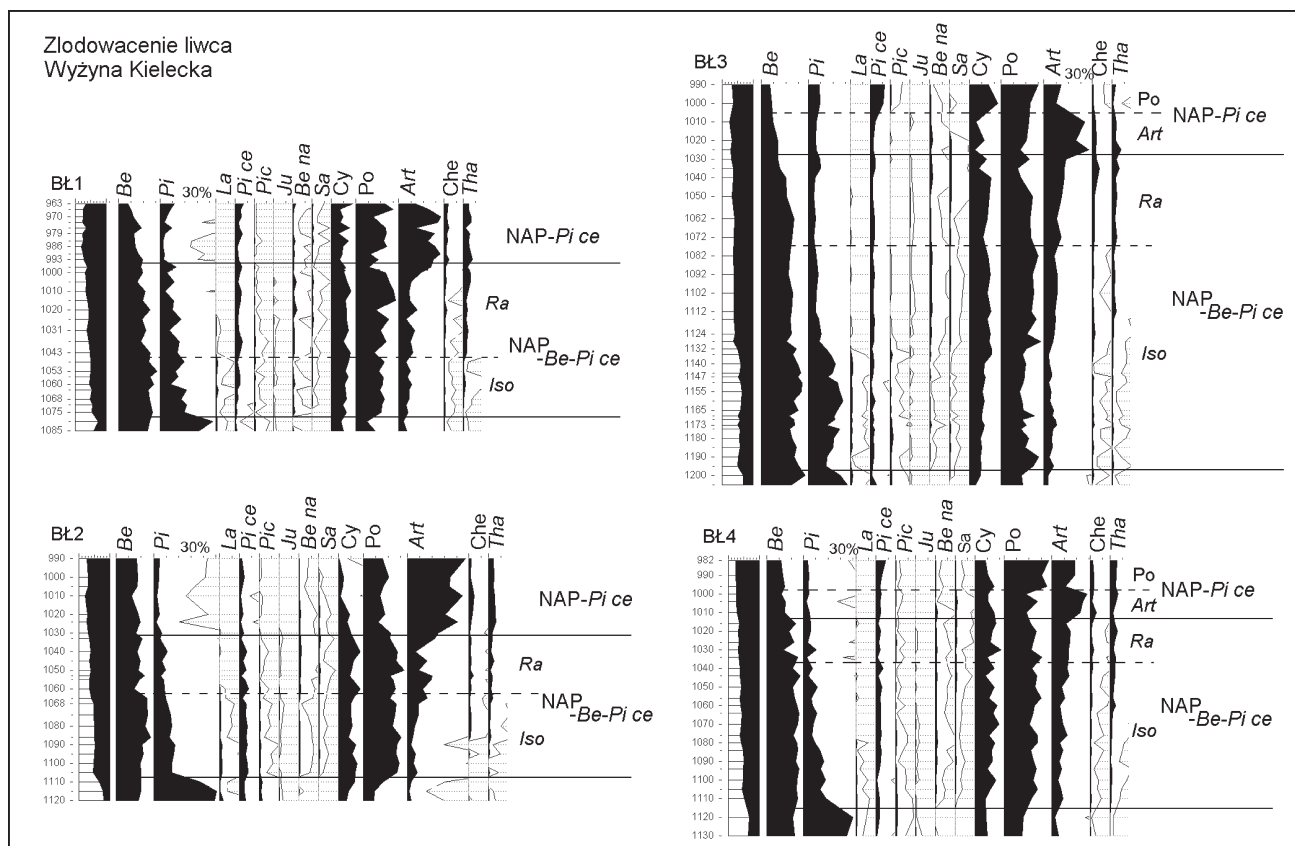 Zlodowacenie liwca
Wyżyna Kielecka
BŁ1
Be
Pi
30%
La
Pi ce
Pic
Ju
Be na
Sa
Cy
Po
Art
Che
Tha
963
970
979
986
993
1000
1010
1020
1031
1043
1053
1060
1068
1075
1085
NAP-Pi ce
Ra
NAP
-Be-Pi ce
Iso
BŁ2
Be
Pi
30%
La
Pi ce
Pic
Ju
Be na
Sa
Cy
Po
Art
Che
Tha
990
1000
1010
1020
1030
1040
1050
1060
1068
1080
1090
1100
1110
1120
NAP-Pi ce
Ra
NAP
-Be-Pi ce
Iso
BŁ3
Be
Pi
La
Pi ce
Pic
Ju
Be na
Sa
Cy
Po
Art
30%
Che
Tha
990
1000
1010
1020
1030
1050
1062
1072
1082
1092
1102
1112
1124
1132
1140
1147
1155
1165
1173
1180
1190
1200
Po
NAP-Pi ce
Art
Ra
NAP
-Be-Pi ce
Iso
BŁ4
Be
Pi
30%
La
Pi ce
Pic
Ju
Be na
Sa
Cy
Po
Art
Che
Tha
982
992
1000
1010
1020
1030
1040
1050
1060
1070
1080
1090
1100
1110
1120
1130
Po
NAP-Pi ce
Art
Ra
NAP
-Be-Pi ce
Iso